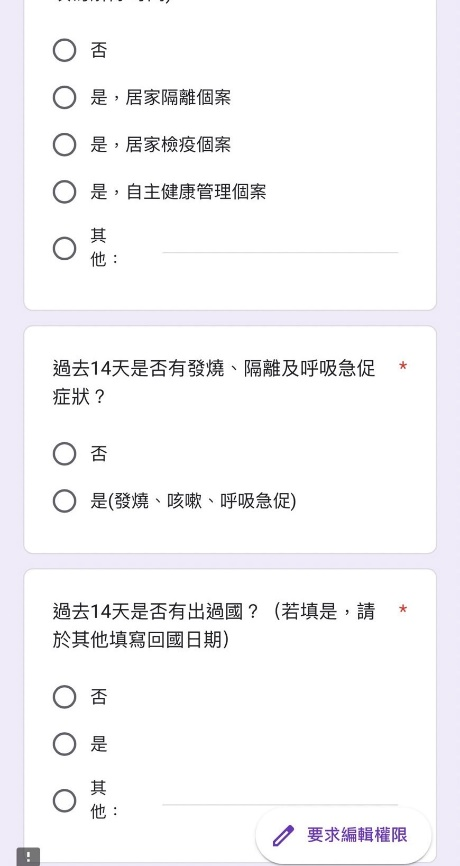 否
是，居家隔離個案
是，居家檢疫個案
是，自主健康管理個案
其
他：
過去14天是否有發燒、隔離及呼吸急促 *
症狀？
否
是(發燒、咳嗽、呼吸急促)
過去14天是否有出過國？（若填是，請 *
於其他填寫回國日期）
否
是
其
他：
要求編輯權限